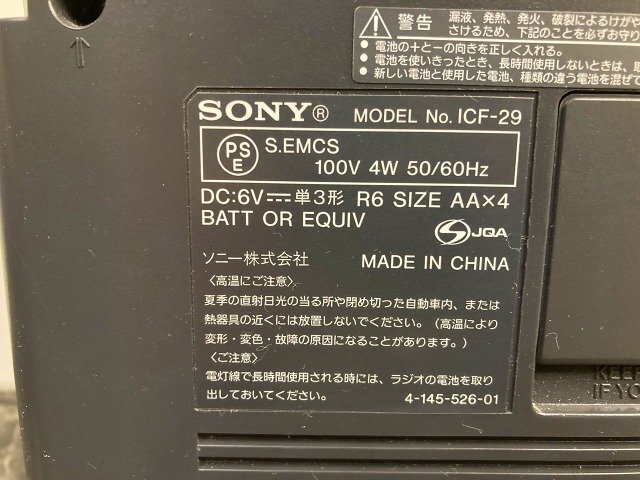 警告
漏液、発熱、発火、破裂によるけがや
さけるため、下記のことを必ずお守り
• 電池の+と-の向きを正しく入れる。
• 電池を使いきったとき、長時間使用しないときは、取
• 新しい電池と使用した電池、種類の違う電池を混ぜて
SONY® MODEL No. ICF-29
PSE S.EMCS
100V 4W 50/60Hz
DC:6V 単3形 R6 SIZE AA×4
BATT OR EQUIV
S JQA
ソニー株式会社 MADE IN CHINA
〈高温にご注意〉
夏季の直射日光の当る所や閉め切った自動車内、または
熱器具の近くには放置しないでください。(高温により
変形・変色・故障の原因になることがあります。)
〈ご注意〉
電灯線で長時間使用される時には、ラジオの電池を取り
出しておいてください。 4-145-526-01
KEEP
IF YO